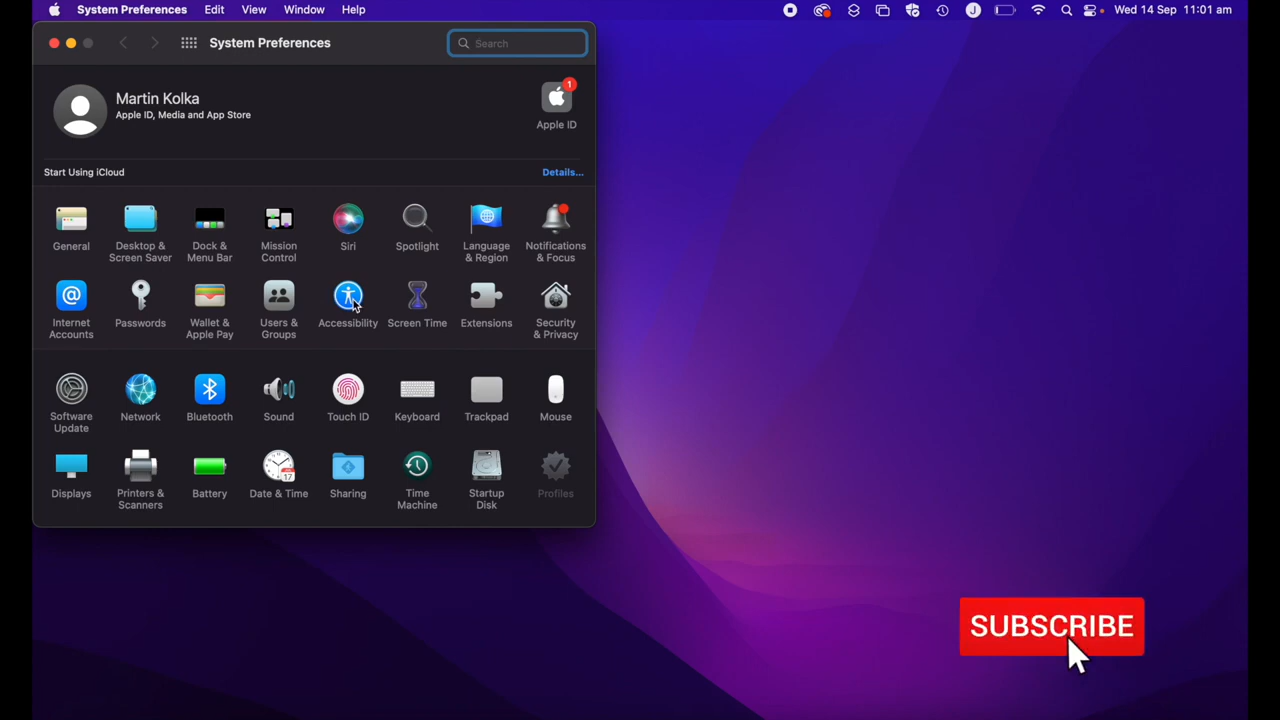 System Preferences Edit View Window Help
J
Wed 14 Sep 11:01 am
System Preferences
Search
Martin Kolka
Apple ID, Media and App Store
1
Apple ID
Start Using iCloud
Details...
General
Desktop &
Screen Saver
Dock &
Menu Bar
Mission
Control
Siri
Spotlight
Language
& Region
Notifications
& Focus
@
Internet
Accounts
Passwords
Wallet &
Apple Pay
Users &
Groups
Accessibility
Screen Time
Extensions
Security
& Privacy
Software
Update
Network
Bluetooth
Sound
Touch ID
Keyboard
Trackpad
Mouse
Displays
Printers &
Scanners
Battery
17
Date & Time
Sharing
Time
Machine
Startup
Disk
Profiles
SUBSCRIBE